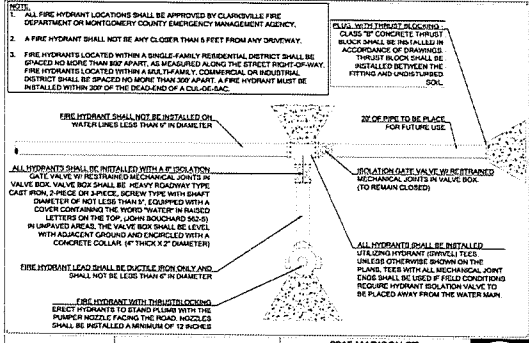 NOTE:
1. ALL FIRE HYDRANT LOCATIONS SHALL BE APPROVED BY CLARKSVILLE FIRE
DEPARTMENT OR MONTGOMERY COUNTY EMERGENCY MANAGEMENT AGENCY.
2. A FIRE HYDRANT SHALL NOT BE ANY CLOSER THAN 5 FEET FROM ANY DRIVEWAY.
3. FIRE HYDRANTS LOCATED WITHIN A SINGLE-FAMILY RESIDENTIAL DISTRICT SHALL BE
SPACED NO MORE THAN 500' APART, AS MEASURED ALONG THE STREET RIGHT-OF-WAY.
FIRE HYDRANTS LOCATED WITHIN A MULTI-FAMILY, COMMERCIAL OR INDUSTRIAL
DISTRICT SHALL BE SPACED NO MORE THAN 300' APART. A FIRE HYDRANT MUST BE
INSTALLED WITHIN 300' OF THE DEAD-END OF A CUL-DE-SAC.
PLUG WITH THRUST BLOCKING
CLASS "B" CONCRETE THRUST
BLOCK SHALL BE INSTALLED IN
ACCORDANCE OF DRAWINGS.
THRUST BLOCK SHALL BE
INSTALLED BETWEEN THE
FITTING AND UNDISTURBED
SOIL.
FIRE HYDRANT SHALL NOT BE INSTALLED ON
WATER LINES LESS THAN 6" IN DIAMETER
20' OF PIPE TO BE PLACE
FOR FUTURE USE
ALL HYDRANTS SHALL BE INSTALLED WITH A 6" ISOLATION
GATE VALVE W/ RESTRAINED MECHANICAL JOINTS IN
VALVE BOX. VALVE BOX SHALL BE HEAVY ROADWAY TYPE
CAST IRON, 2-PIECE OR 3-PIECE, SCREW TYPE WITH SHAFT
DIAMETER OF NOT LESS THAN 5", EQUIPPED WITH A
COVER CONTAINING THE WORD "WATER" IN RAISED
LETTERS ON THE TOP, (JOHN BOUCHARD 562-S)
IN UNPAVED AREAS, THE VALVE BOX SHALL BE LEVEL
WITH ADJACENT GROUND AND ENCIRCLED WITH A
CONCRETE COLLAR. (4" THICK X 2" DIAMETER)
ISOLATION GATE VALVE W/ RESTRAINED
MECHANICAL JOINTS IN VALVE BOX.
(TO REMAIN CLOSED)
ALL HYDRANTS SHALL BE INSTALLED
UTILIZING HYDRANT (SWIVEL) TEES
UNLESS OTHERWISE SHOWN ON THE
PLANS. TEES WITH ALL MECHANICAL JOINT
ENDS SHALL BE USED IF FIELD CONDITIONS
REQUIRE HYDRANT ISOLATION VALVE TO
BE PLACED AWAY FROM THE WATER MAIN.
FIRE HYDRANT LEAD SHALL BE DUCTILE IRON ONLY AND
SHALL NOT BE LESS THAN 6" IN DIAMETER
FIRE HYDRANT WITH THRUSTBLOCKING
ERECT HYDRANTS TO STAND PLUMB WITH THE
PUMPER NOZZLE FACING THE ROAD. NOZZLES
SHALL BE INSTALLED A MINIMUM OF 12 INCHES